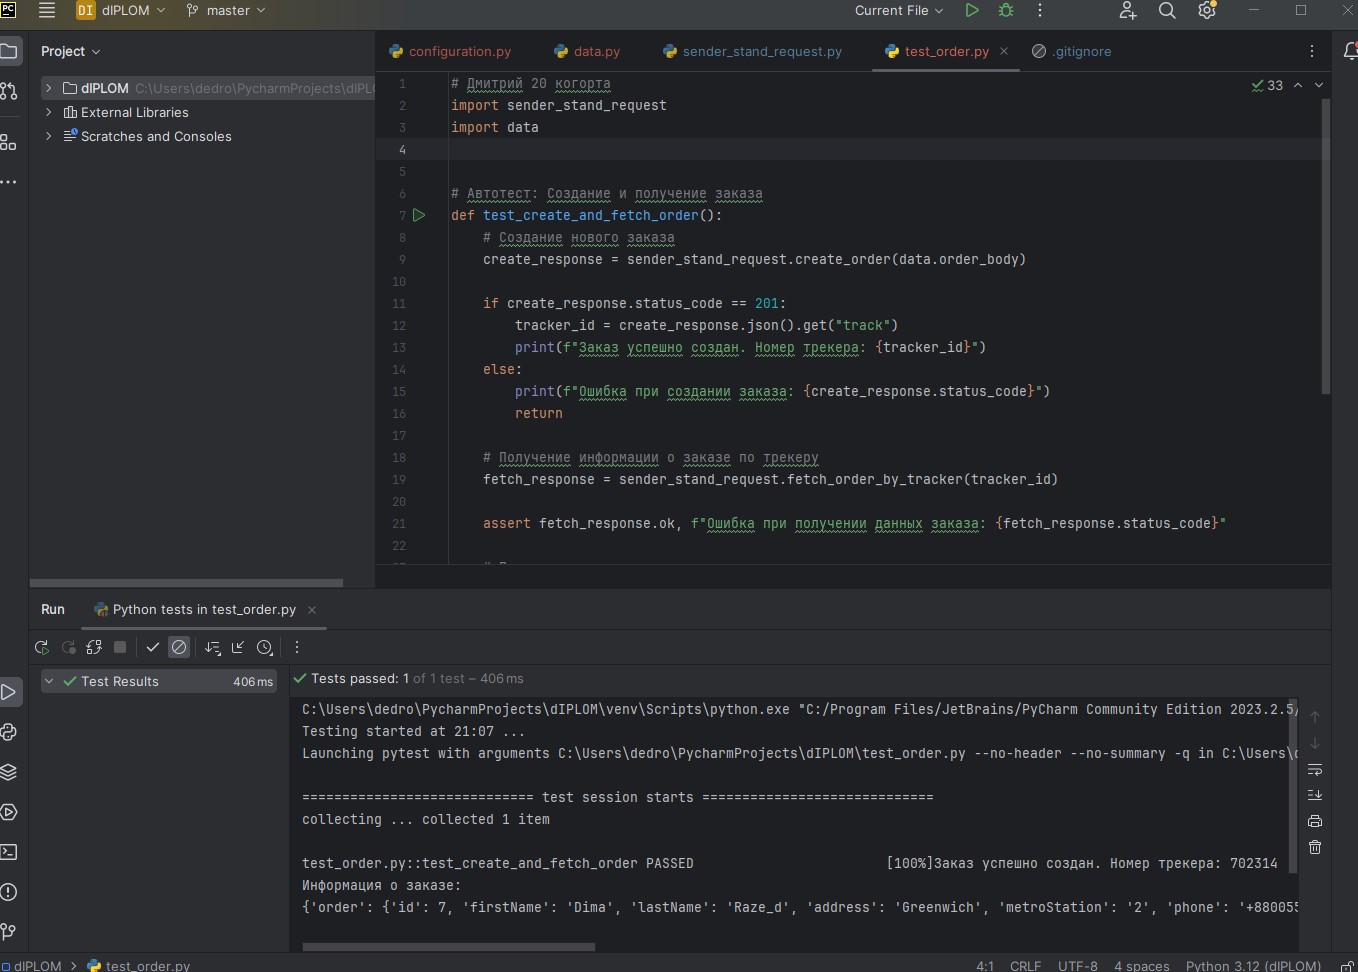 PC
DI dIPLOM master Current File
Project
configuration.py data.py sender_stand_request.py test_order.py .gitignore
dIPLOM C:\Users\dedro\PycharmProjects\dIPL
External Libraries
Scratches and Consoles
33
1 # Дмитрий 20 когорта
2 import sender_stand_request
3 import data
4
5
6 # Автотест: Создание и получение заказа
7 def test_create_and_fetch_order():
8 # Создание нового заказа
9 create_response = sender_stand_request.create_order(data.order_body)
10
11 if create_response.status_code == 201:
12 tracker_id = create_response.json().get("track")
13 print(f"Заказ успешно создан. Номер трекера: {tracker_id}")
14 else:
15 print(f"Ошибка при создании заказа: {create_response.status_code}")
16 return
17
18 # Получение информации о заказе по трекеру
19 fetch_response = sender_stand_request.fetch_order_by_tracker(tracker_id)
20
21 assert fetch_response.ok, f"Ошибка при получении данных заказа: {fetch_response.status_code}"
22
Run Python tests in test_order.py
Test Results 406 ms
Tests passed: 1 of 1 test – 406 ms
C:\Users\dedro\PycharmProjects\dIPLOM\venv\Scripts\python.exe "C:/Program Files/JetBrains/PyCharm Community Edition 2023.2.5/
Testing started at 21:07 ...
Launching pytest with arguments C:\Users\dedro\PycharmProjects\dIPLOM\test_order.py --no-header --no-summary -q in C:\Users\
============================= test session starts =============================
collecting ... collected 1 item
test_order.py::test_create_and_fetch_order PASSED [100%]Заказ успешно создан. Номер трекера: 702314
Информация о заказе:
{'order': {'id': 7, 'firstName': 'Dima', 'lastName': 'Raze_d', 'address': 'Greenwich', 'metroStation': '2', 'phone': '+880055
dIPLOM test_order.py 4:1 CRLF UTF-8 4 spaces Python 3.12 (dIPLOM)